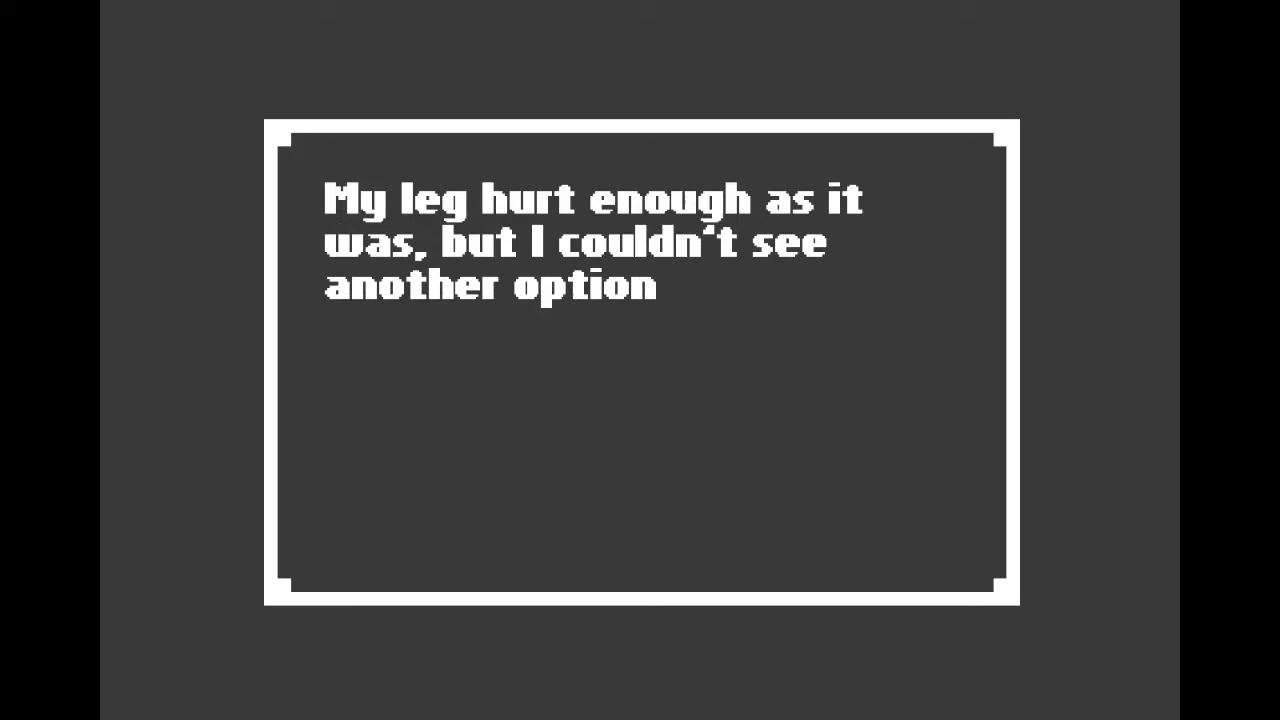 My leg hurt enough as it
was, but I couldn‘t see
another option